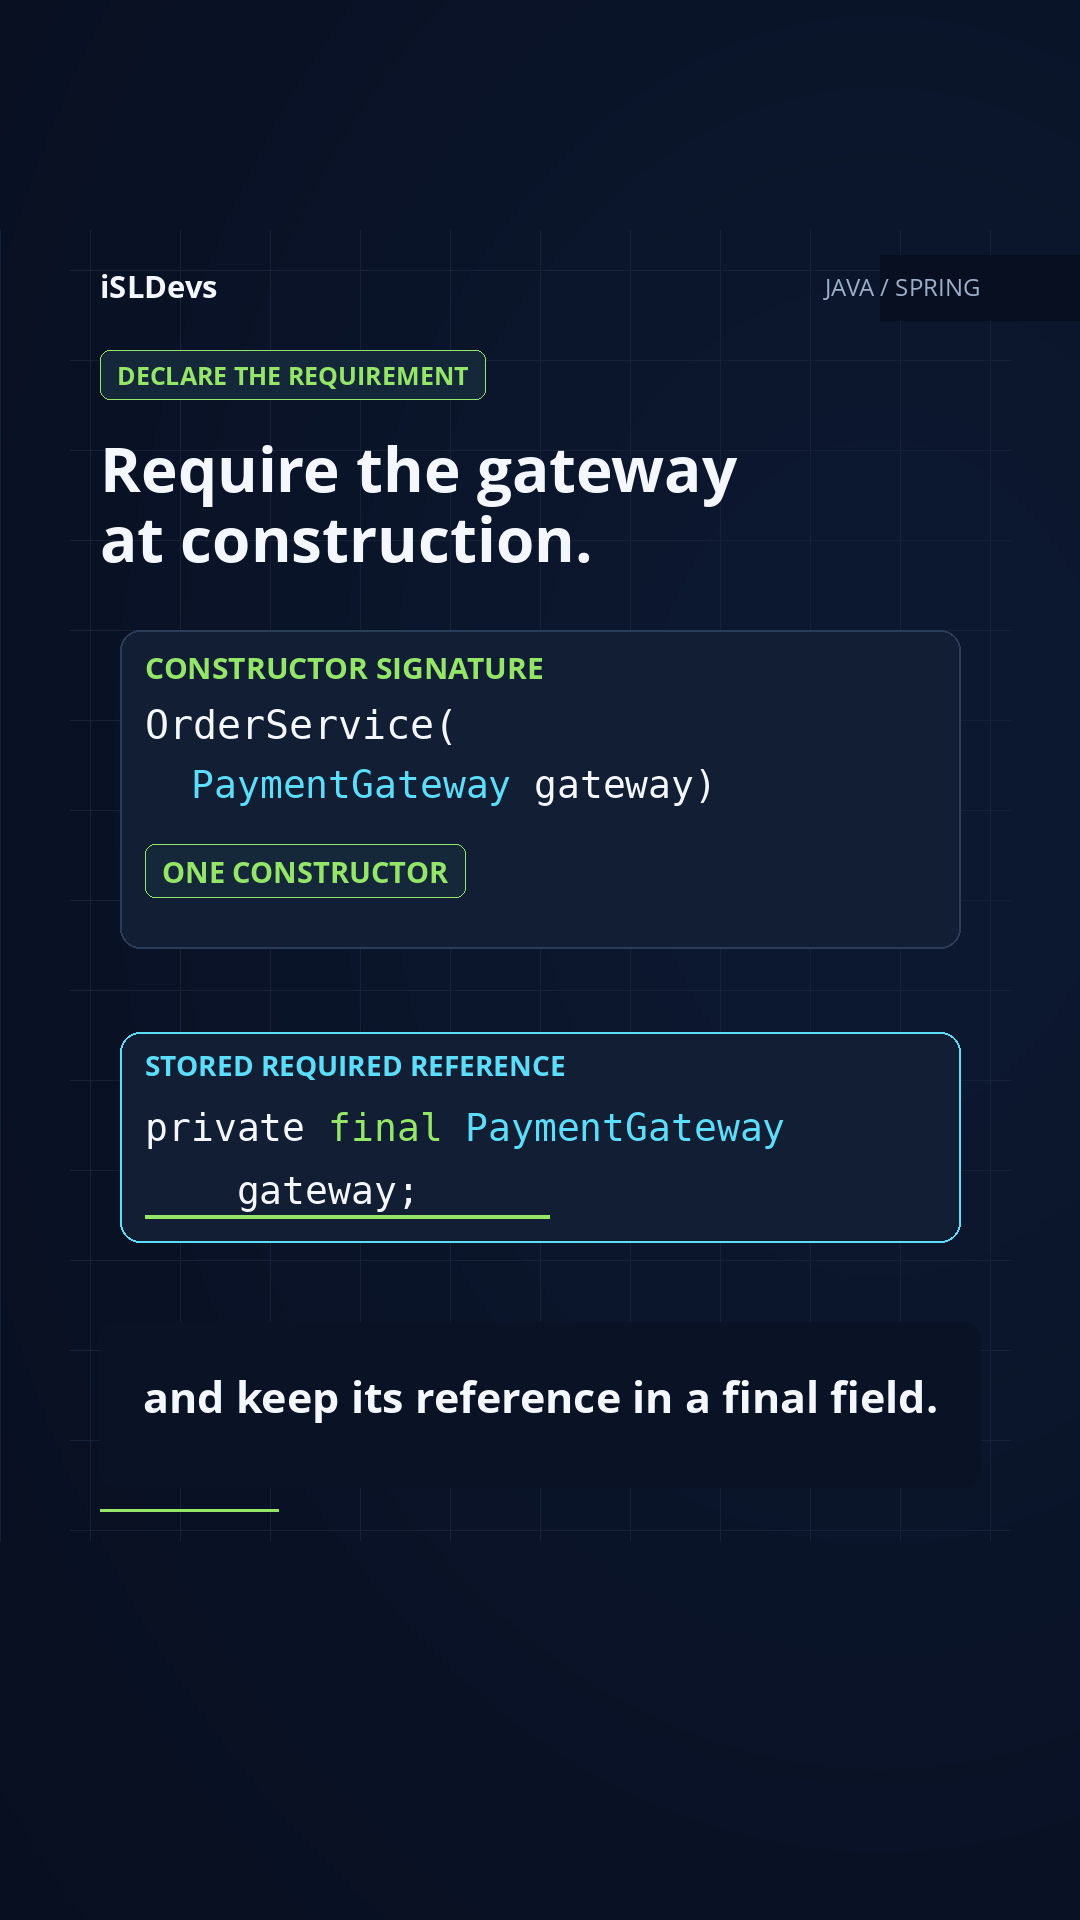 iSLDevs
JAVA / SPRING
DECLARE THE REQUIREMENT
Require the gateway
at construction.
CONSTRUCTOR SIGNATURE
OrderService(
PaymentGateway gateway)
ONE CONSTRUCTOR
STORED REQUIRED REFERENCE
private final PaymentGateway
gateway;
and keep its reference in a final field.